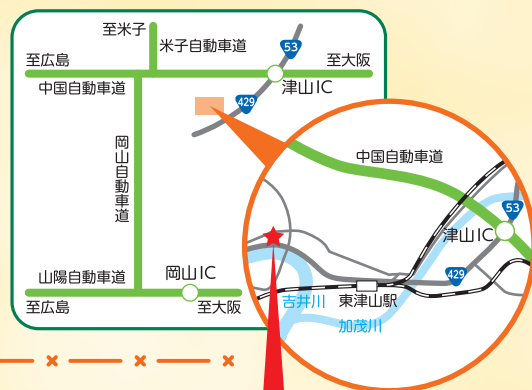 至米子
米子自動車道
53
至広島
至大阪
中国自動車道
津山IC
429
岡山自動車道
中国自動車道
53
津山IC
429
山陽自動車道
岡山IC
至広島
至大阪
吉井川
東津山駅
加茂川